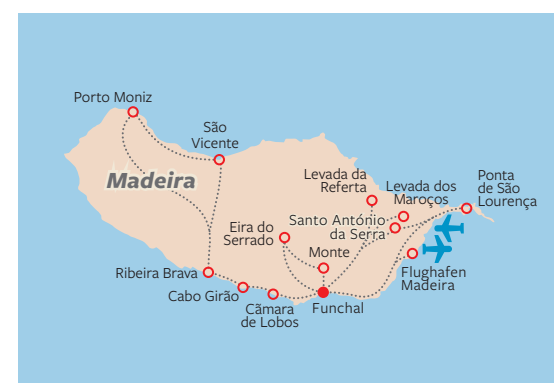 Porto Moniz
São
Vicente
Madeira
Levada da
Referta
Levada dos
Maroços
Ponta
de São
Lourença
Santo António
da Serra
Eira do
Serrado
Monte
Flughafen
Madeira
Ribeira Brava
Cabo Girão
Cãmara
de Lobos
Funchal